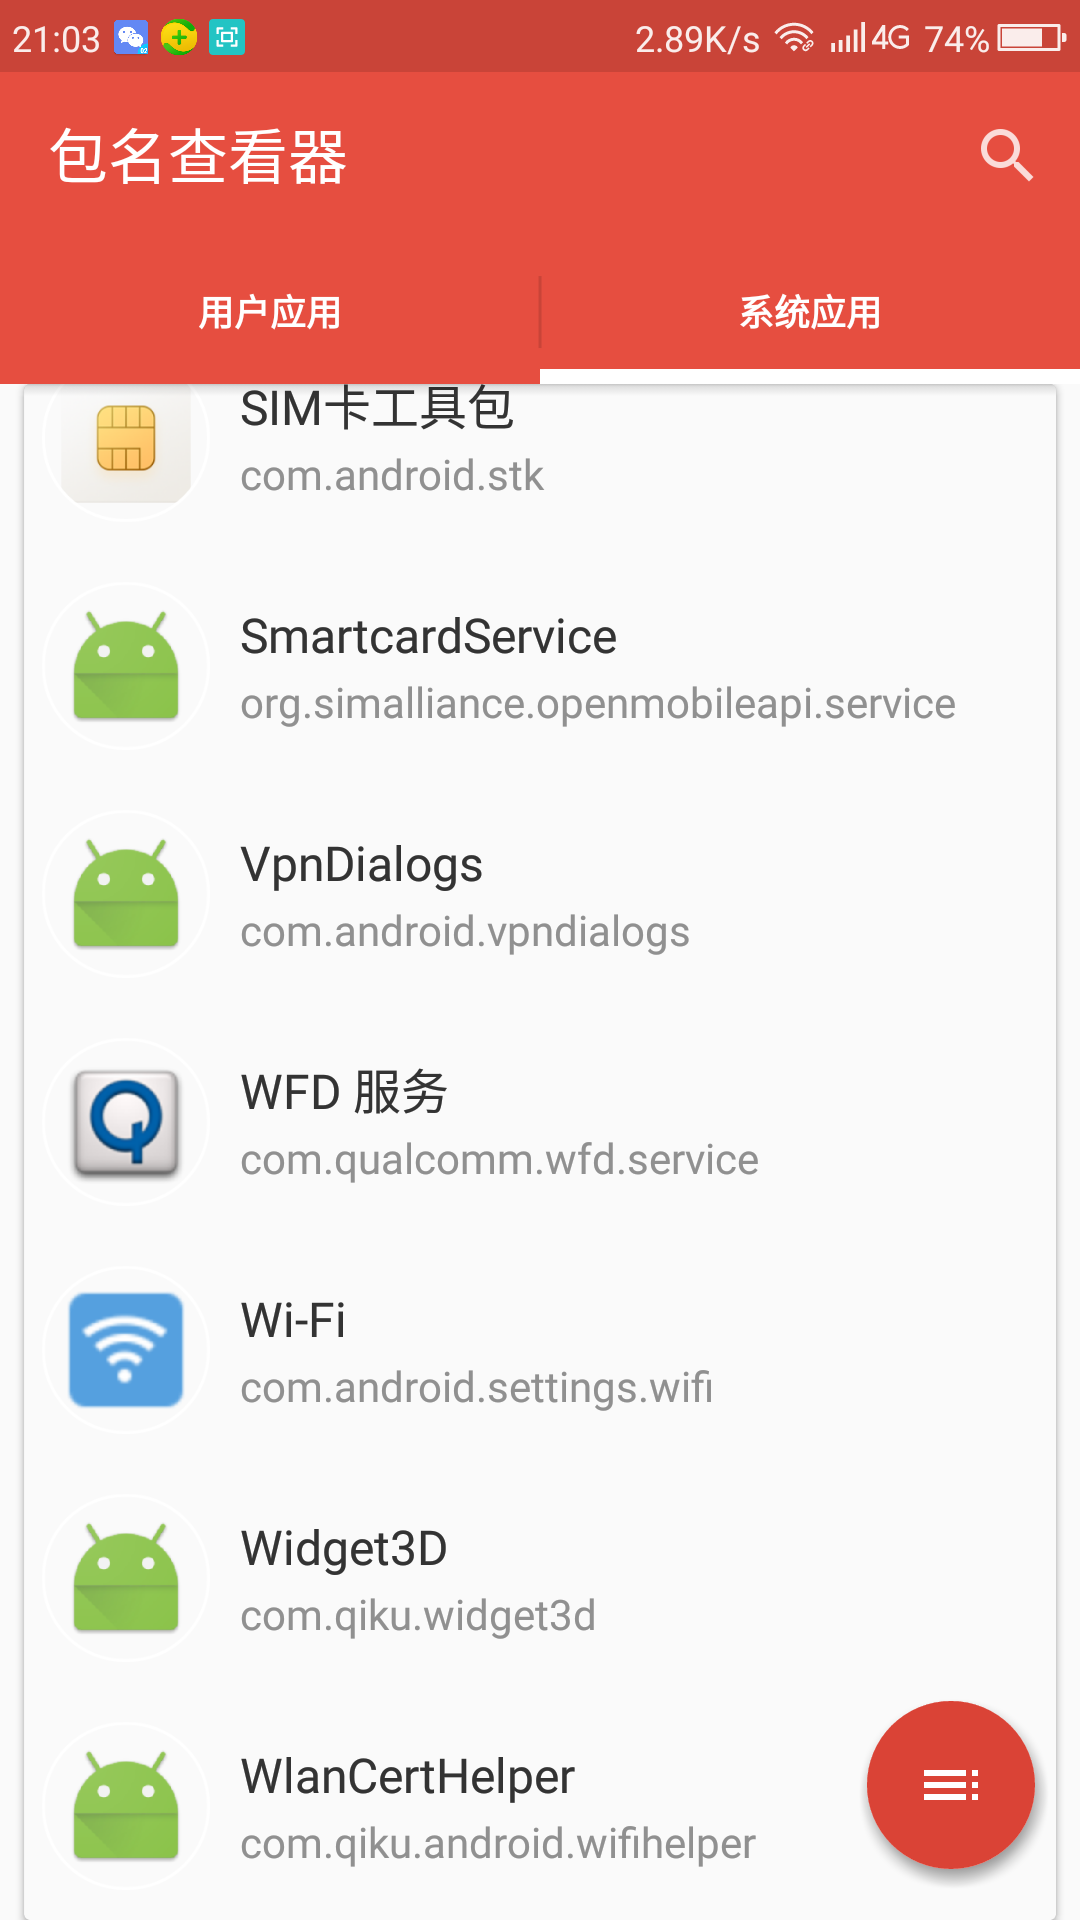 21:03 2.89K/s 4G 74%
包名查看器
用户应用 系统应用
SIM卡工具包
com.android.stk
SmartcardService
org.simalliance.openmobileapi.service
VpnDialogs
com.android.vpndialogs
WFD 服务
com.qualcomm.wfd.service
Wi-Fi
com.android.settings.wifi
Widget3D
com.qiku.widget3d
WlanCertHelper
com.qiku.android.wifihelper